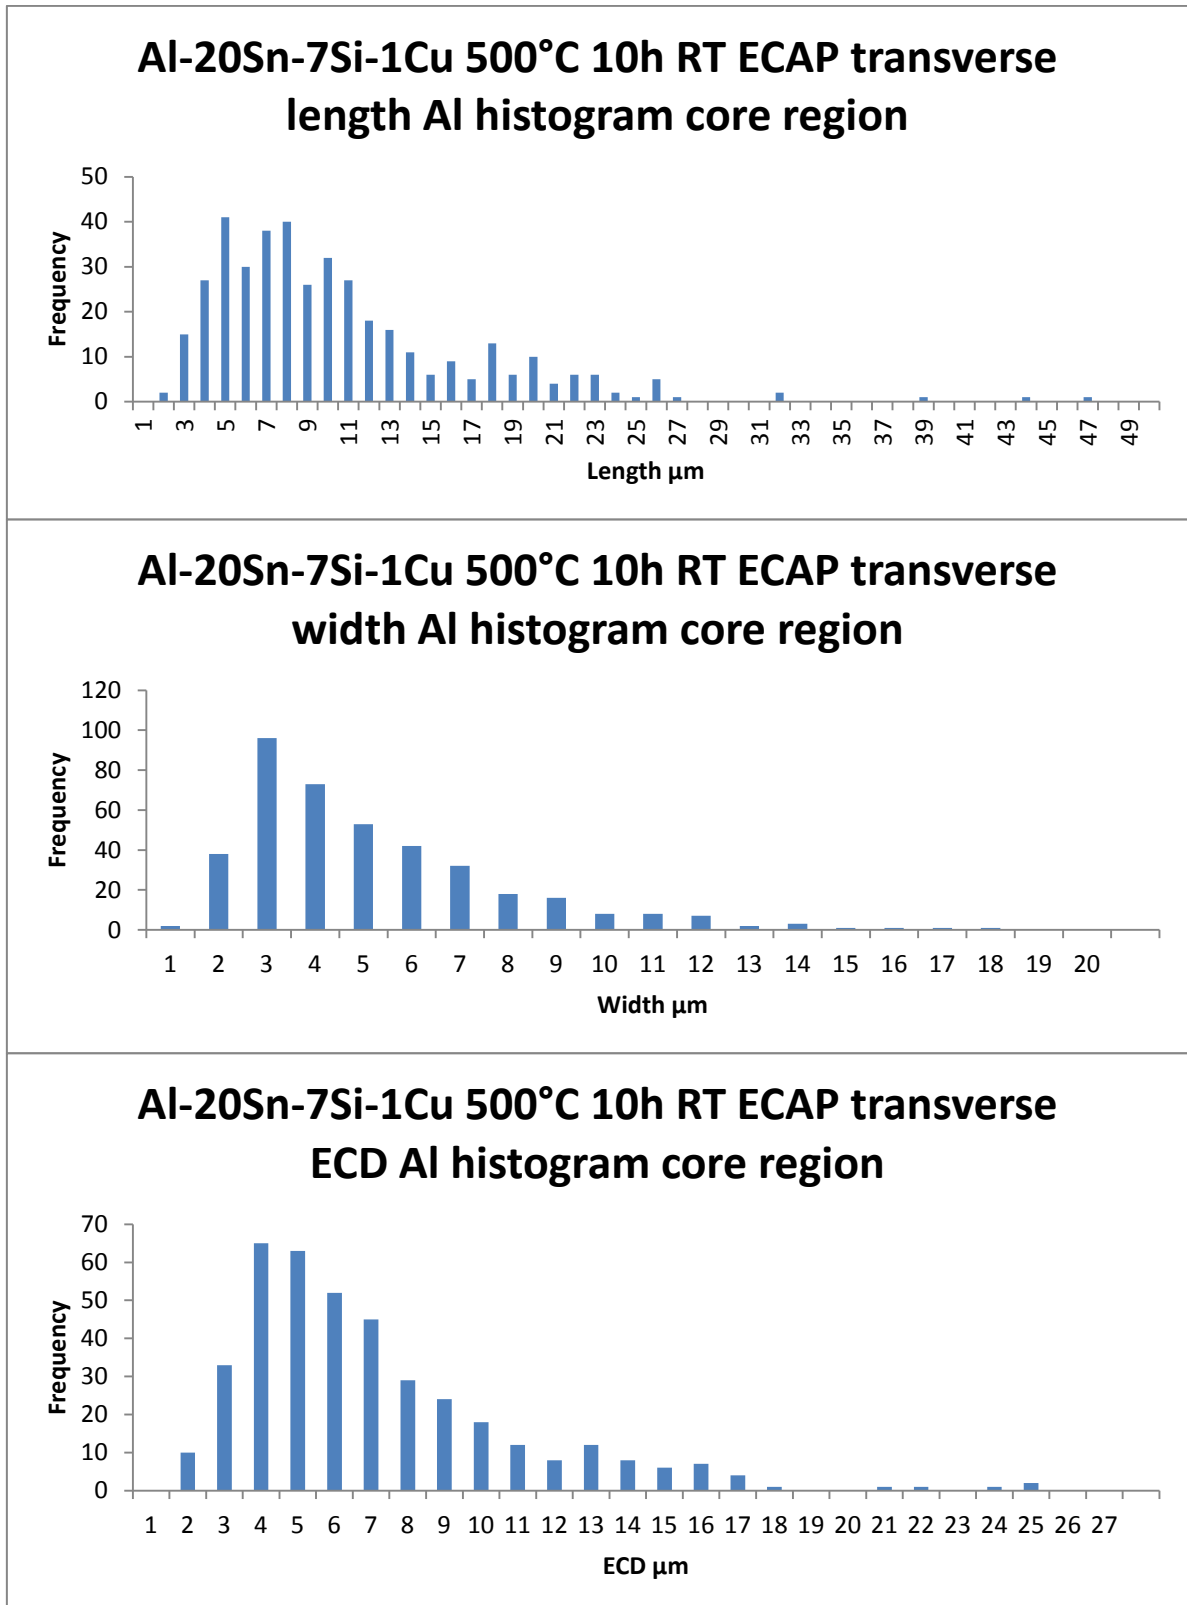 Al-20Sn-7Si-1Cu 500°C 10h RT ECAP transverse
length Al histogram core region
50
40
30
20
10
0
Frequency
1 3 5 7 9 11 13 15 17 19 21 23 25 27 29 31 33 35 37 39 41 43 45 47 49
Length µm
Al-20Sn-7Si-1Cu 500°C 10h RT ECAP transverse
width Al histogram core region
120
100
80
60
40
20
0
Frequency
1 2 3 4 5 6 7 8 9 10 11 12 13 14 15 16 17 18 19 20
Width µm
Al-20Sn-7Si-1Cu 500°C 10h RT ECAP transverse
ECD Al histogram core region
70
60
50
40
30
20
10
0
Frequency
1 2 3 4 5 6 7 8 9 10 11 12 13 14 15 16 17 18 19 20 21 22 23 24 25 26 27
ECD µm